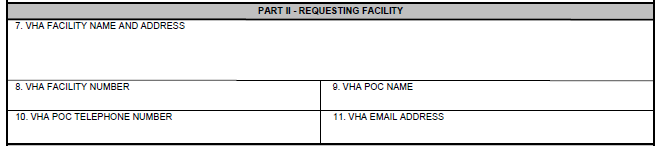 PART II - REQUESTING FACILITY
7. VHA FACILITY NAME AND ADDRESS
8. VHA FACILITY NUMBER
9. VHA POC NAME
10. VHA POC TELEPHONE NUMBER
11. VHA EMAIL ADDRESS